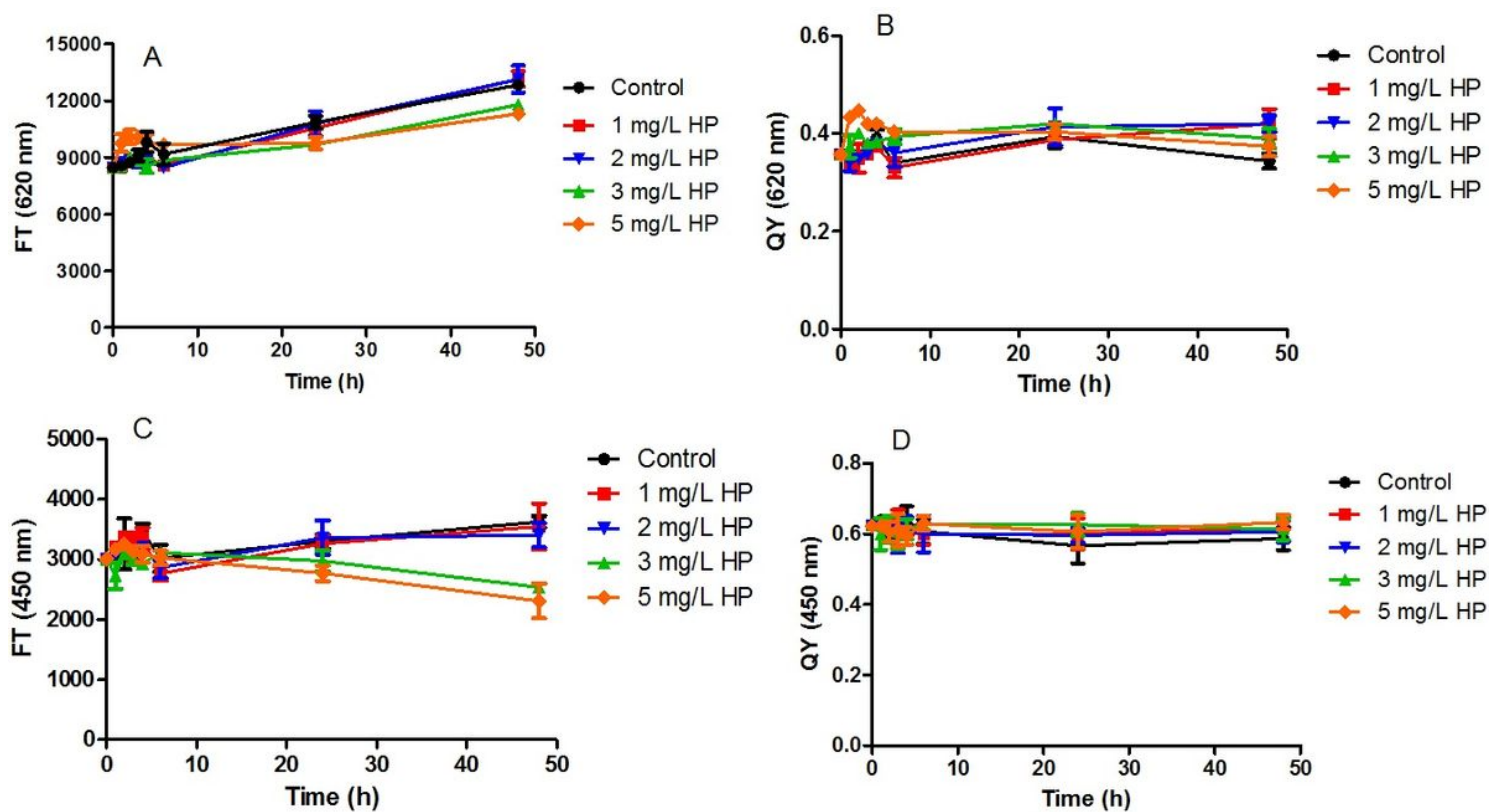 A
FT (620 nm)
15000
12000
9000
6000
3000
0
0 10 20 30 40 50
Time (h)
Control
1 mg/L HP
2 mg/L HP
3 mg/L HP
5 mg/L HP
B
QY (620 nm)
0.6
0.4
0.2
0.0
0 10 20 30 40 50
Time (h)
Control
1 mg/L HP
2 mg/L HP
3 mg/L HP
5 mg/L HP
C
FT (450 nm)
5000
4000
3000
2000
1000
0
0 10 20 30 40 50
Time (h)
Control
1 mg/L HP
2 mg/L HP
3 mg/L HP
5 mg/L HP
D
QY (450 nm)
0.8
0.6
0.4
0.2
0.0
0 10 20 30 40 50
Time (h)
Control
1 mg/L HP
2 mg/L HP
3 mg/L HP
5 mg/L HP